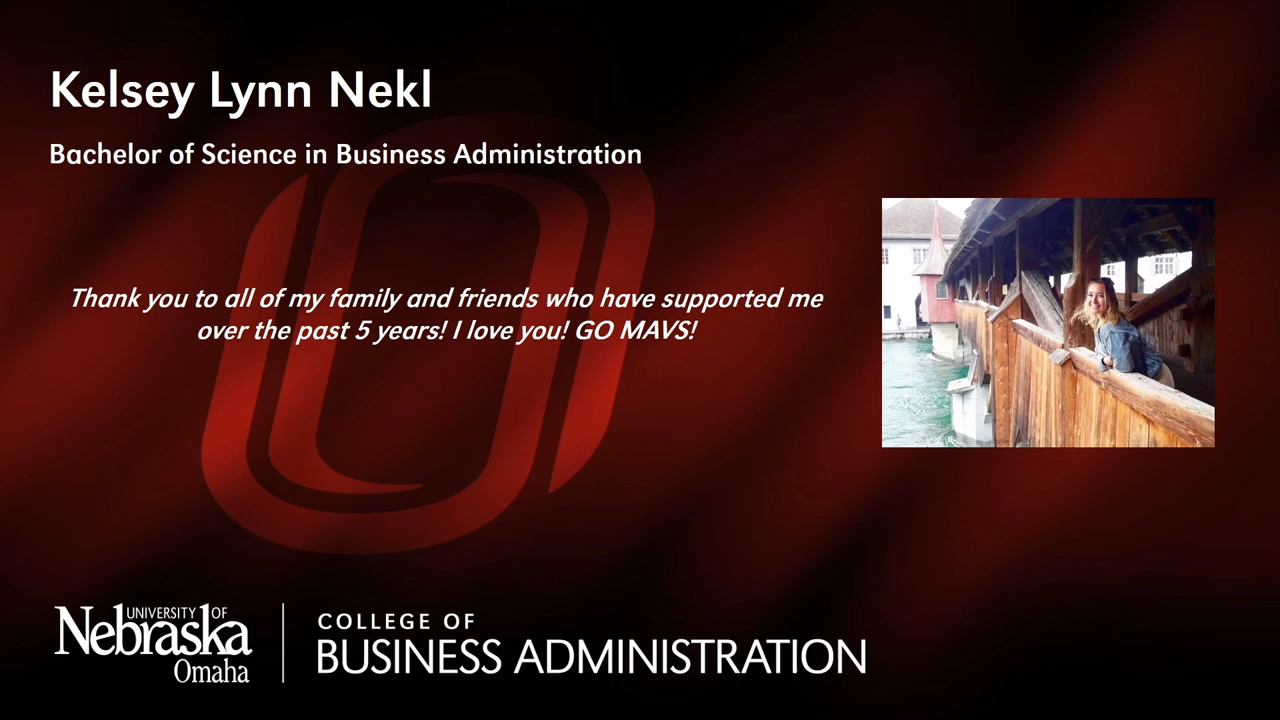 Kelsey Lynn Nekl
Bachelor of Science in Business Administration
Thank you to all of my family and friends who have supported me
over the past 5 years! I love you! GO MAVS!
UNIVERSITY OF
Nebraska
Omaha
COLLEGE OF
BUSINESS ADMINISTRATION